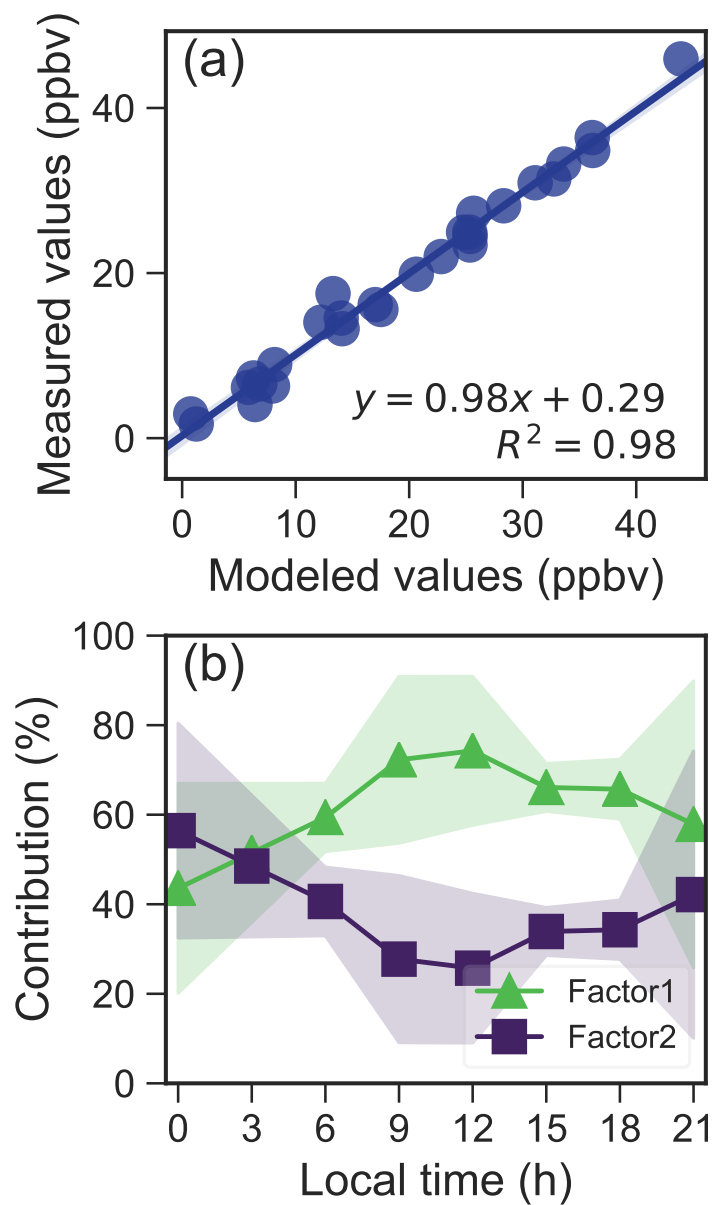 (a)
Measured values (ppbv)
40
20
0
y = 0.98x + 0.29
R² = 0.98
0 10 20 30 40
Modeled values (ppbv)
(b)
Contribution (%)
100
80
60
40
20
0
Factor1
Factor2
0 3 6 9 12 15 18 21
Local time (h)